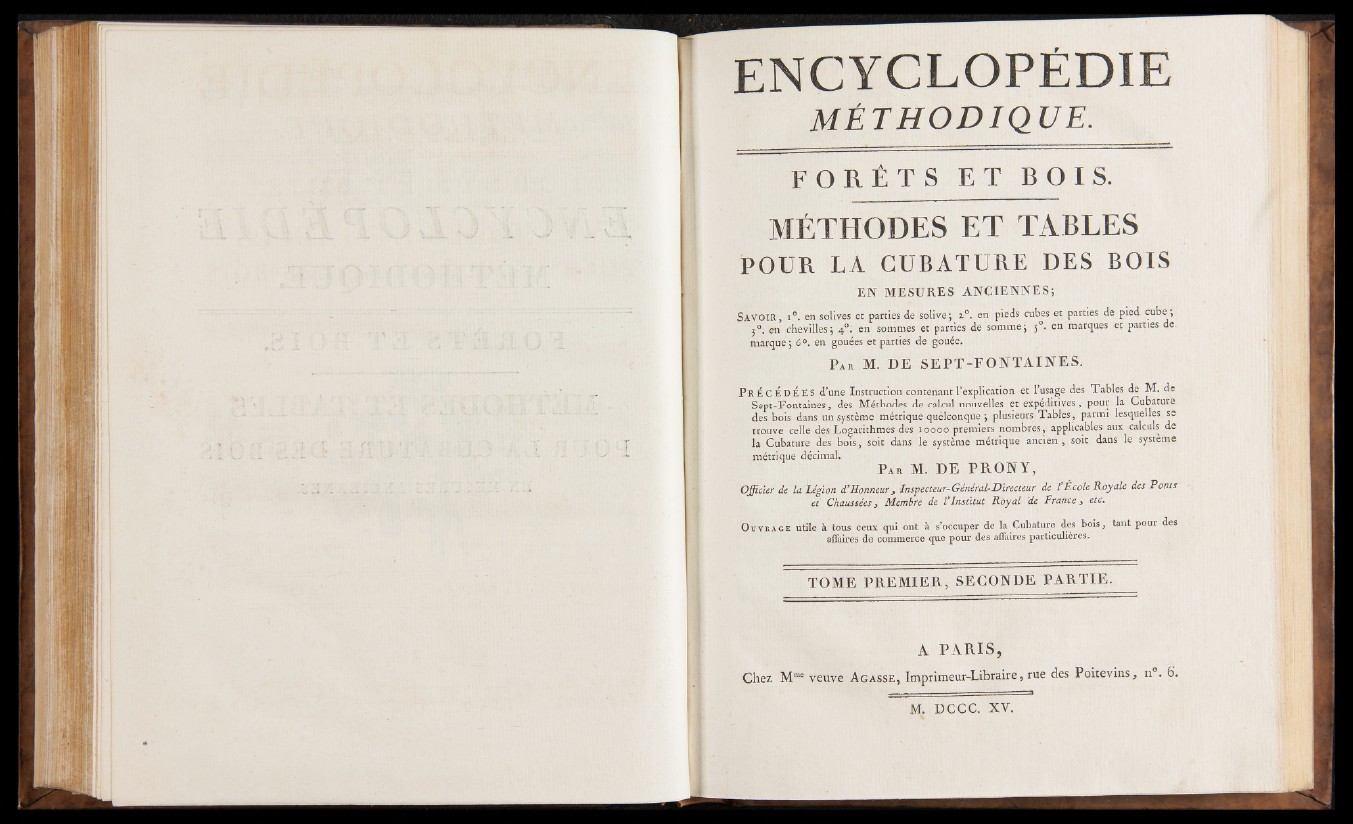 ENCYCLOPÉDIE
MÉTHODIQUE.
FORÊTS ET BOIS.
MÉTHODES ET TABLES
POUR LA CUBATURE DES BOIS
EN MESURES ANCIENNES;
SAVOIR, 1°. en solives et parties de solive; 2°. en pieds cubes et parties de pied cube;
3°. en chevilles; 4°. en sommes et parties de somme; 5°. en marques et parties de
marque; 6°. en gouées et parties de gouée.
PAR M. DE SEPT-FONTAINES.
PRÉCÉDÉES d'une Instruction contenant l'explication et l'usage des Tables de M. de
Sept-Fontaines, des Méthodes de calcul nouvelles et expéditives, pour la Cubature
des bois dans un système métrique quelconque; plusieurs Tables, parmi lesquelles se
trouve celle des Logarithmes des 10000 premiers nombres, applicables aux calculs de
la Cubature des bois, soit dans le système métrique ancien, soit dans le système
métrique décimal.
PAR M. DE PRONY,
Officier de la Légion d'Honneur, Inspecteur-Général-Directeur de l'École Royale des Ponts
et Chaussées, Membre de l'Institut Royal de France, etc.
OUVRAGE utile à tous ceux qui ont à s'occuper de la Cubature des bois, tant pour des
affaires de commerce que pour des affaires particulières.
TOME PREMIER, SECONDE PARTIE.
A PARIS,
Chez Mme veuve AGASSE, Imprimeur-Libraire, rue des Poitevins, n°. 6.
M. DCCC. XV.